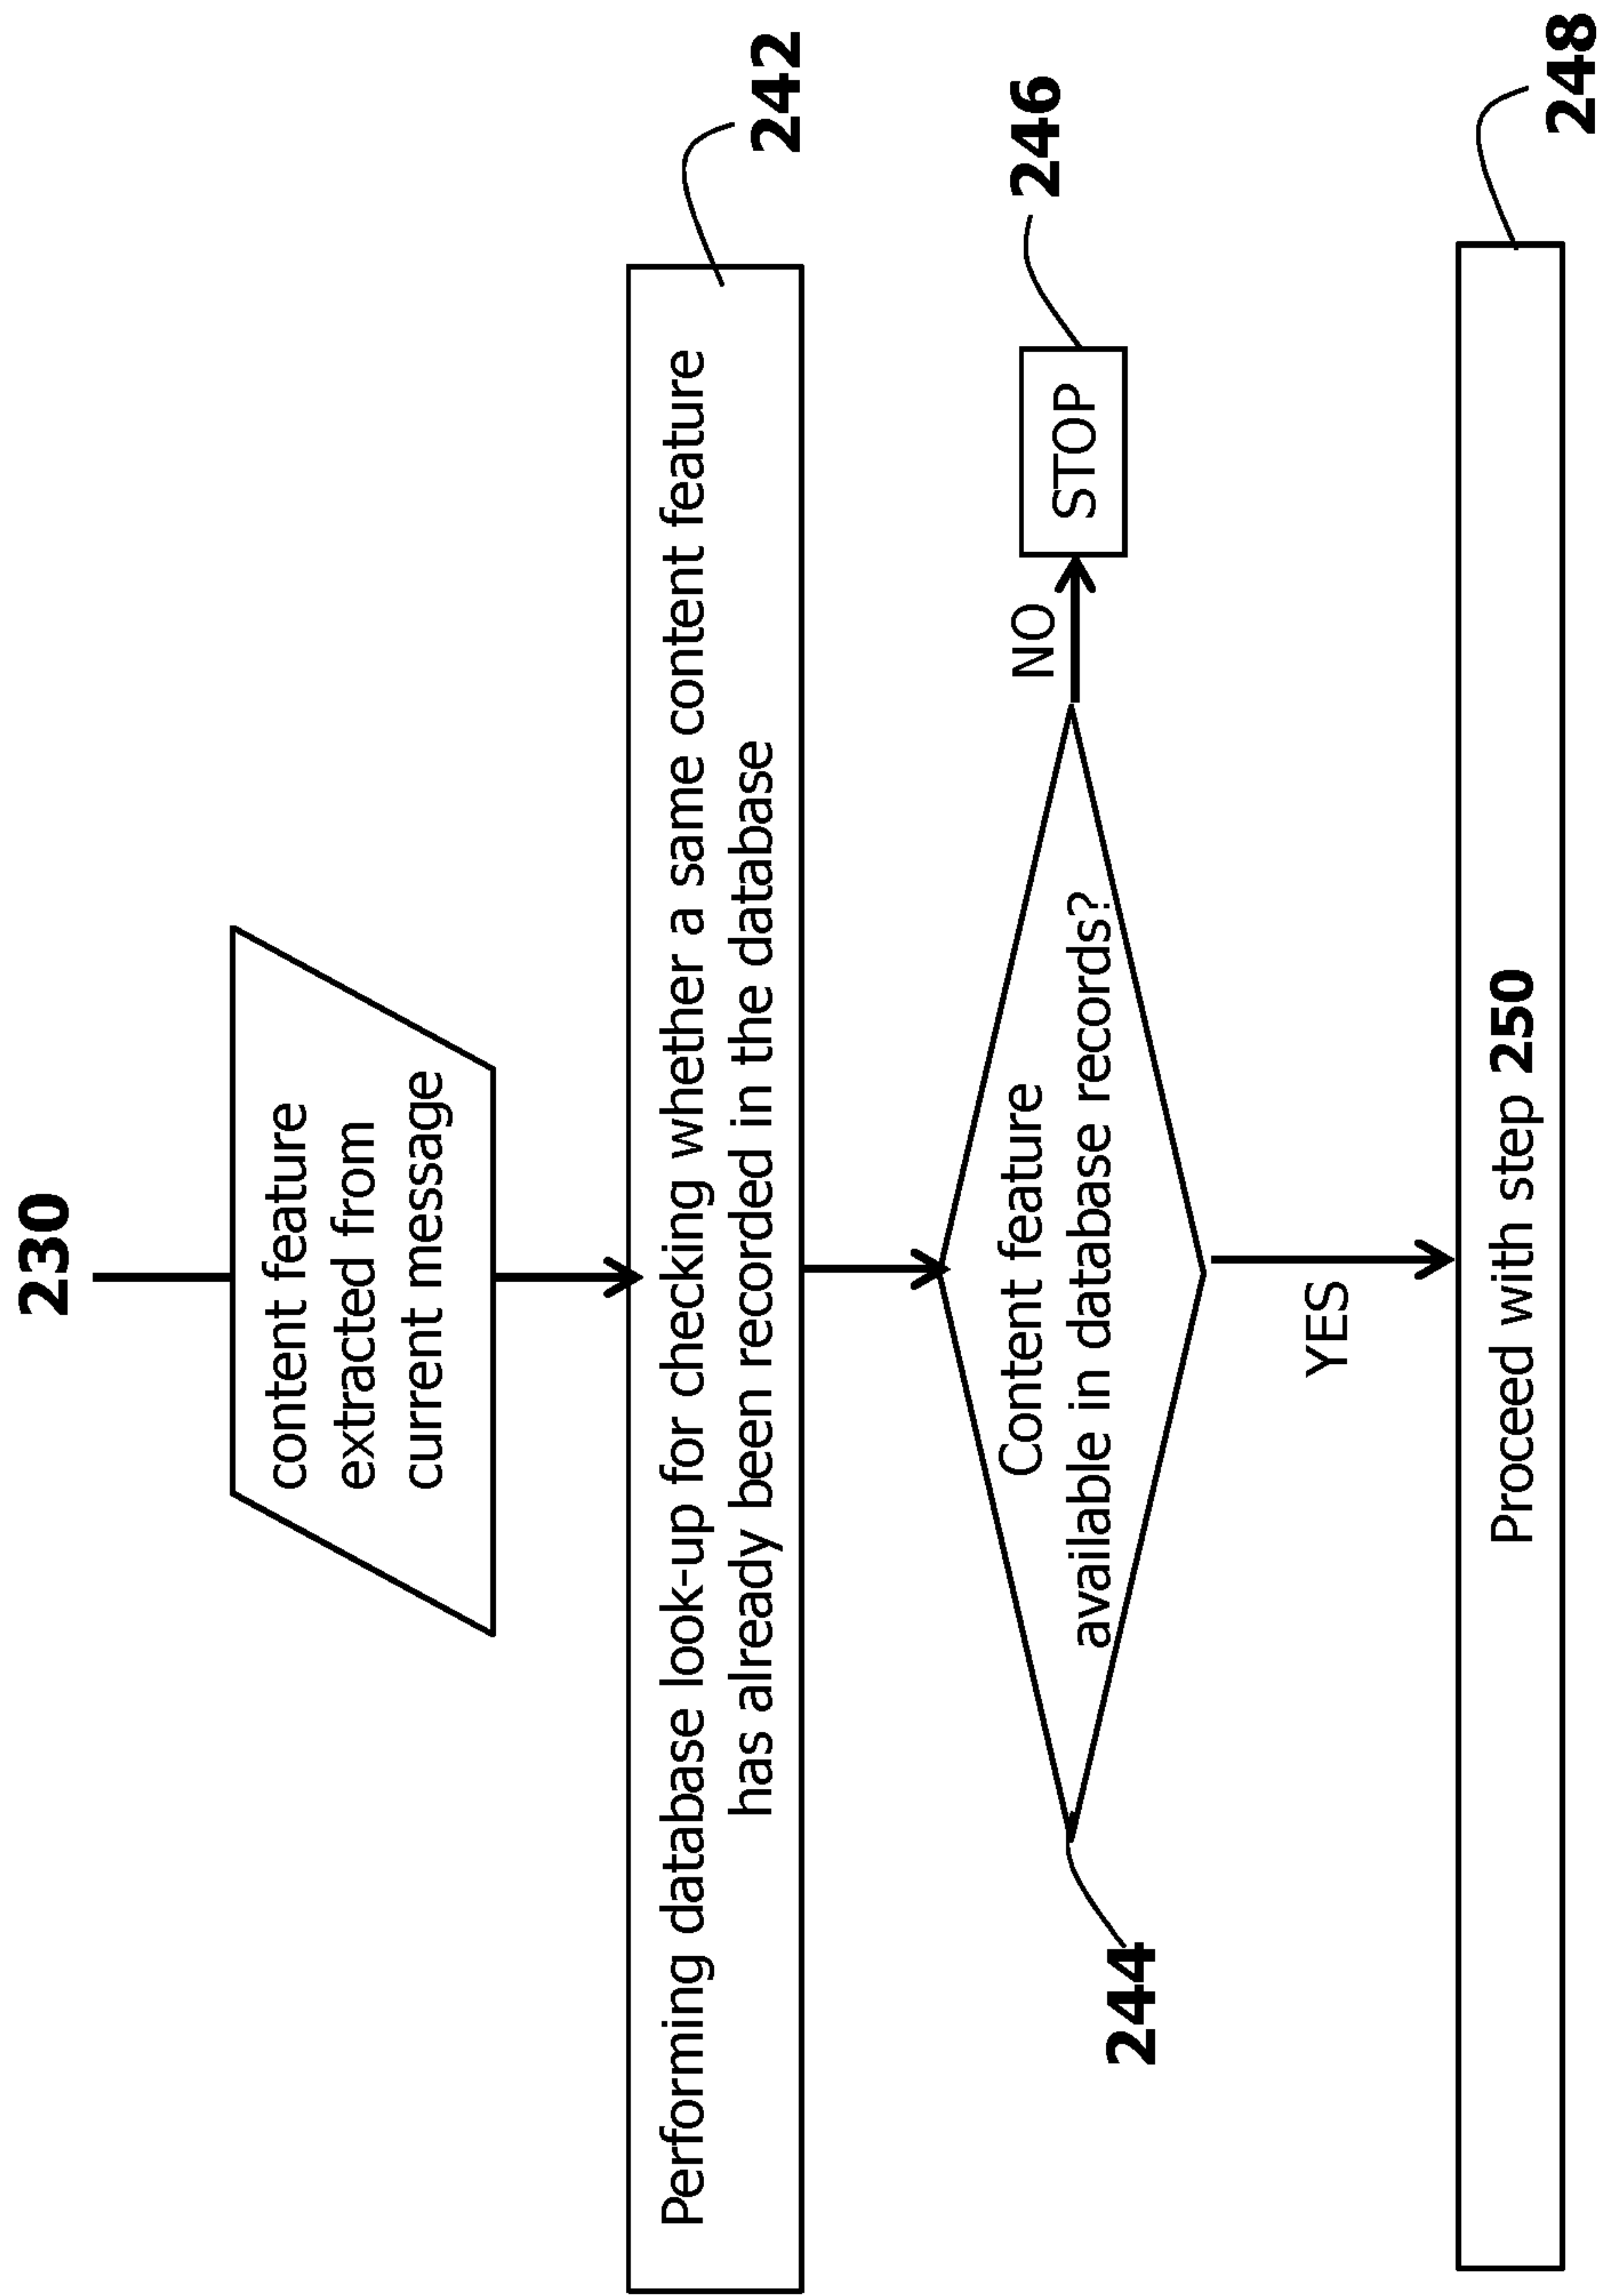 230
content feature
extracted from
current message
Performing database look-up for checking whether a same content feature
has already been recorded in the database
242
Content feature
available in database records?
244
NO
STOP
246
YES
Proceed with step 250
248